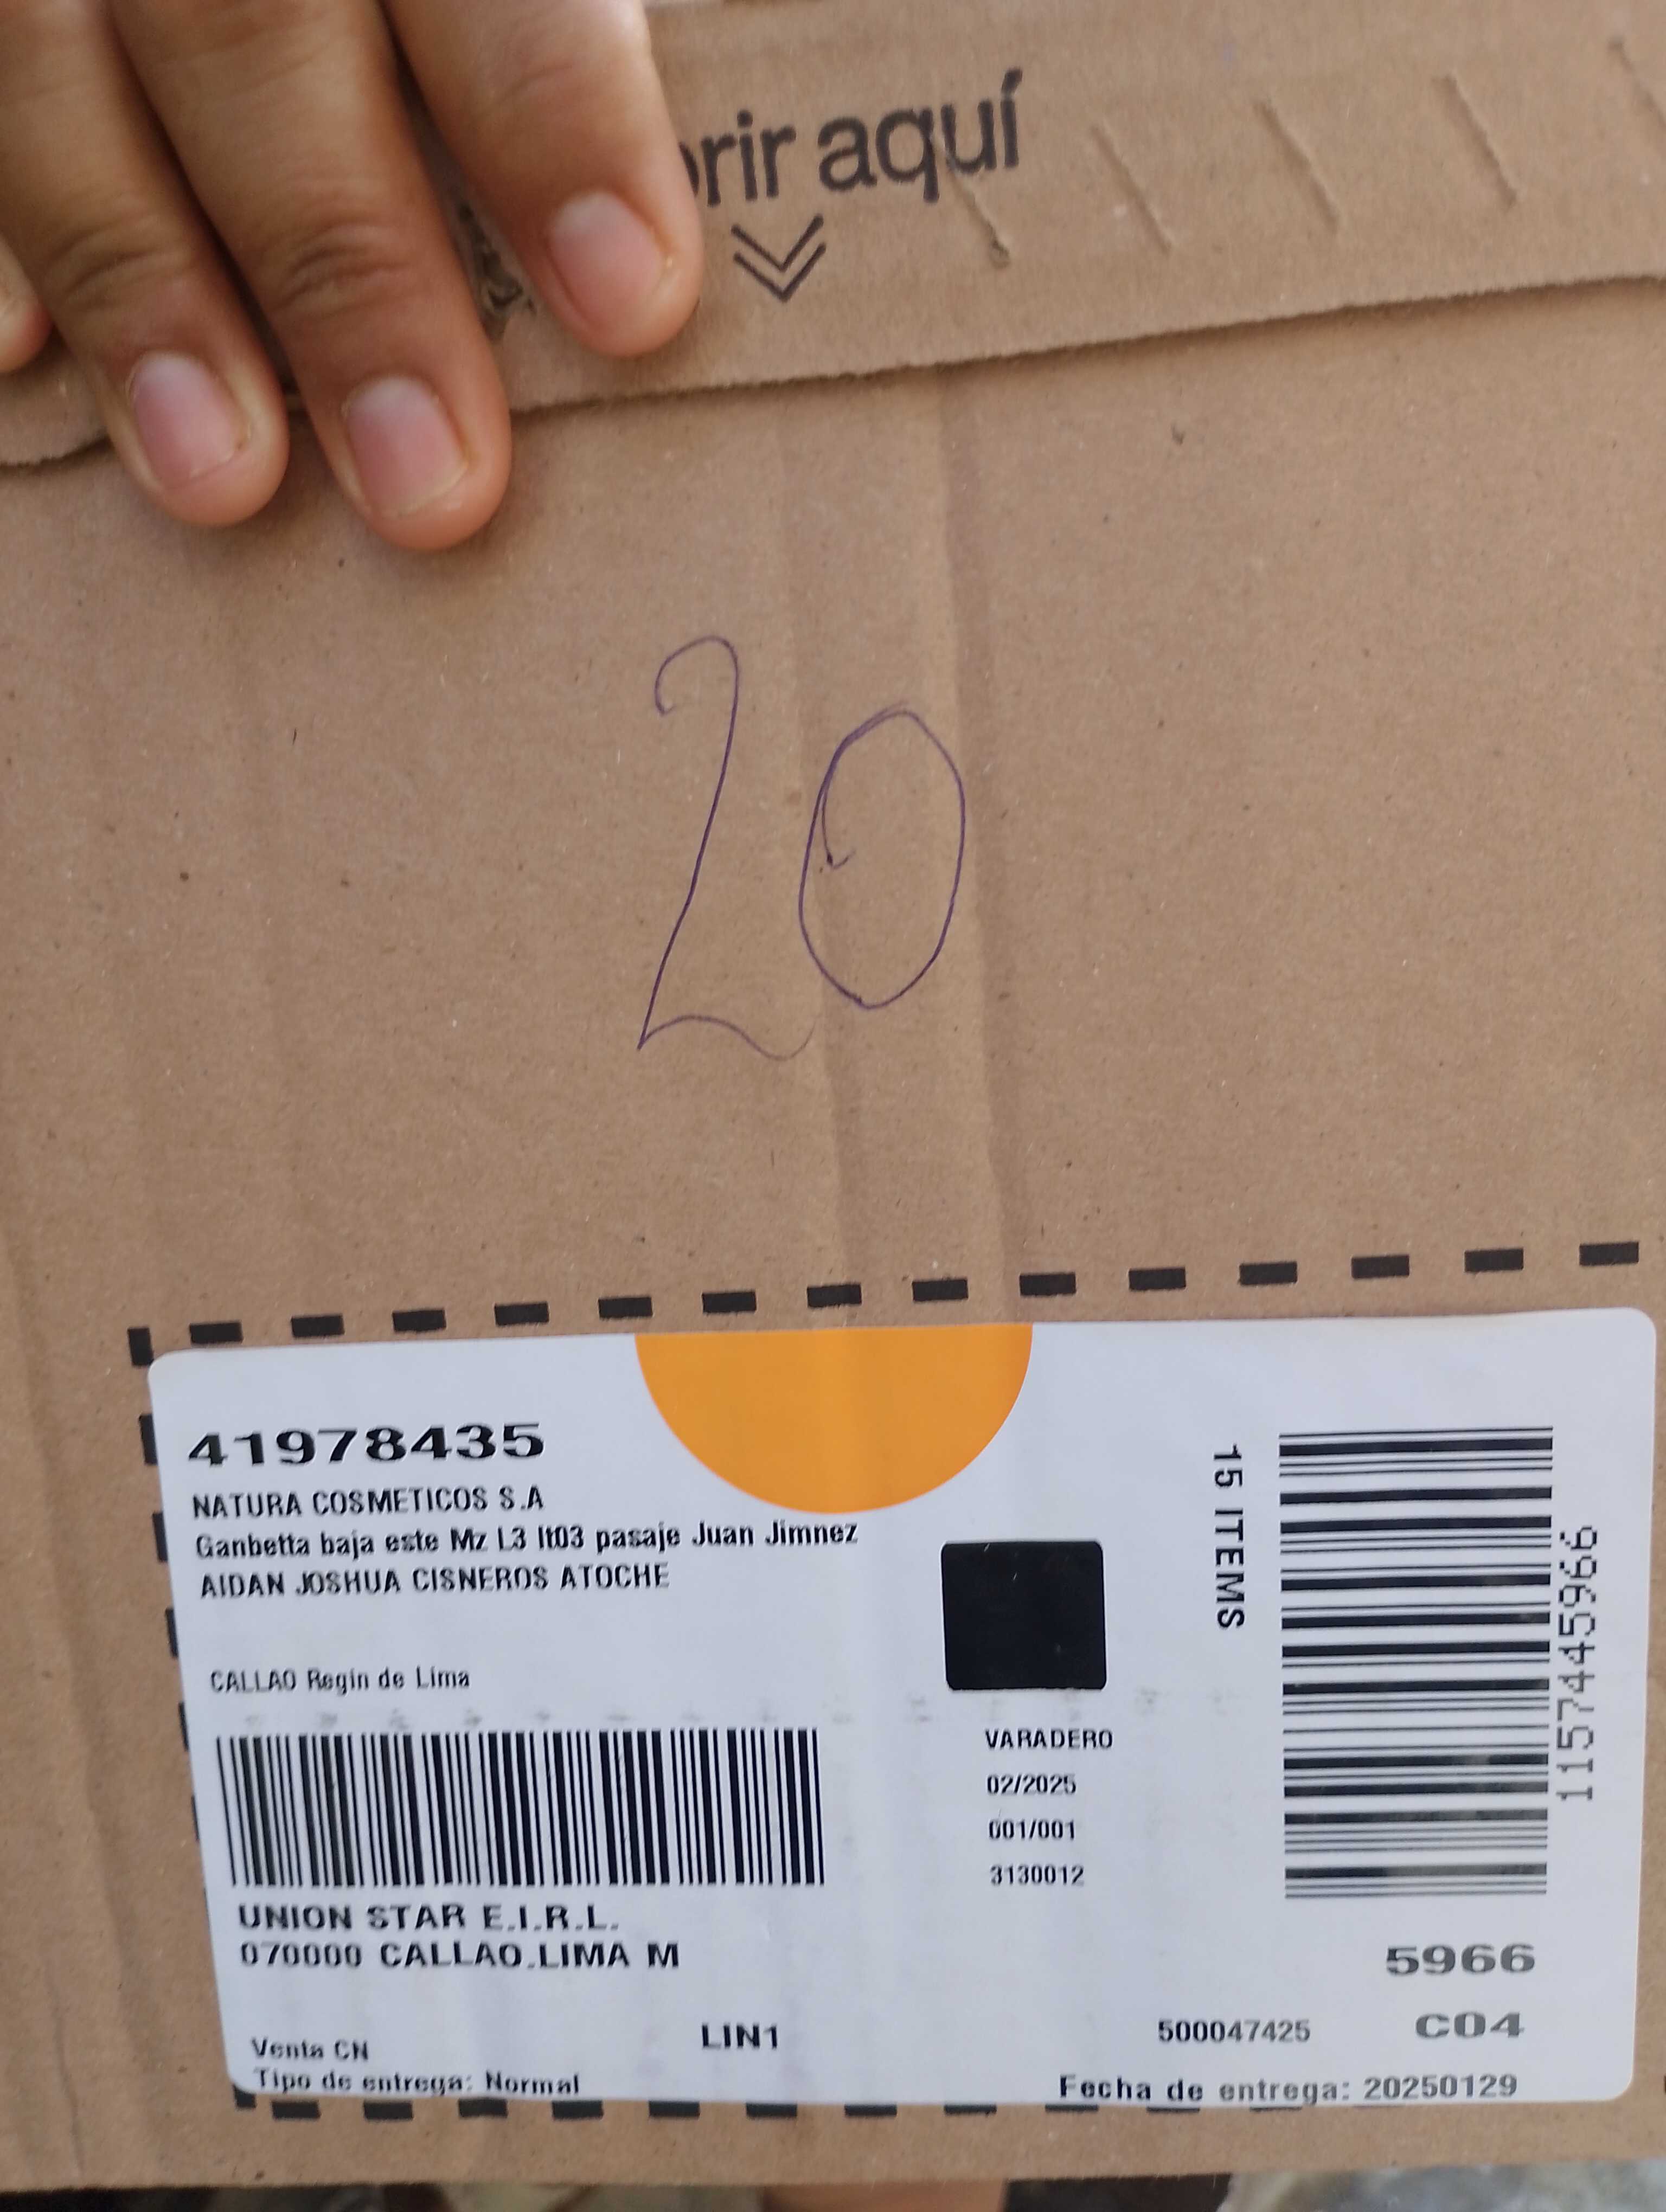 rir aquí
20
41978435
NATURA COSMETICOS S.A
Ganbetta baja este Mz L3 lt03 pasaje Juan Jimnez
AIDAN JOSHUA CISNEROS ATOCHE
CALLAO Regin de Lima
UNION STAR E.I.R.L.
070000 CALLAO.LIMA M
Venta CN
Tipo de entrega: Normal
LIN1
VARADERO
02/2025
001/001
3130012
15 ITEMS
1157445966
5966
500047425 C04
Fecha de entrega: 20250129